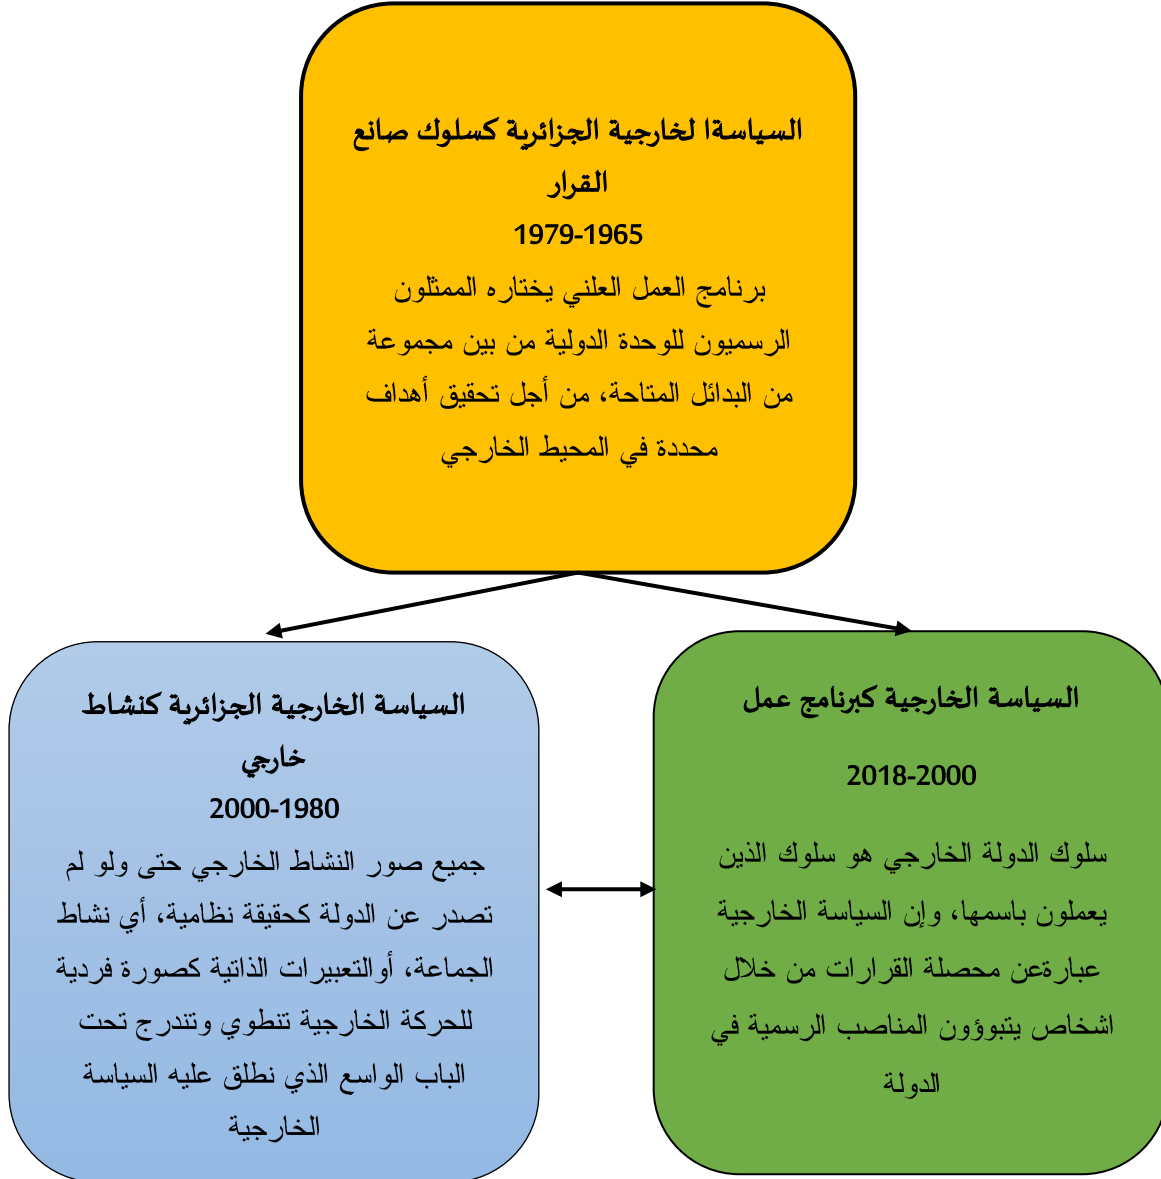 السياسةا لخارجية الجزائرية كسلوك صانع
القرار
1979-1965
برنامج العمل العلني يختاره الممثلون
الرسميون للوحدة الدولية من بين مجموعة
من البدائل المتاحة، من أجل تحقيق أهداف
محددة في المحيط الخارجي
السياسة الخارجية كبرنامج عمل
2018-2000
سلوك الدولة الخارجي هو سلوك الذين
يعملون باسمها، وإن السياسة الخارجية
عبارةعن محصلة القرارات من خلال
اشخاص يتبوؤون المناصب الرسمية في
الدولة
السياسة الخارجية الجزائرية كنشاط
خارجي
2000-1980
جميع صور النشاط الخارجي حتى ولو لم
تصدر عن الدولة كحقيقة نظامية، أي نشاط
الجماعة، أوالتعبيرات الذاتية كصورة فردية
للحركة الخارجية تنطوي وتندرج تحت
الباب الواسع الذي نطلق عليه السياسة
الخارجية